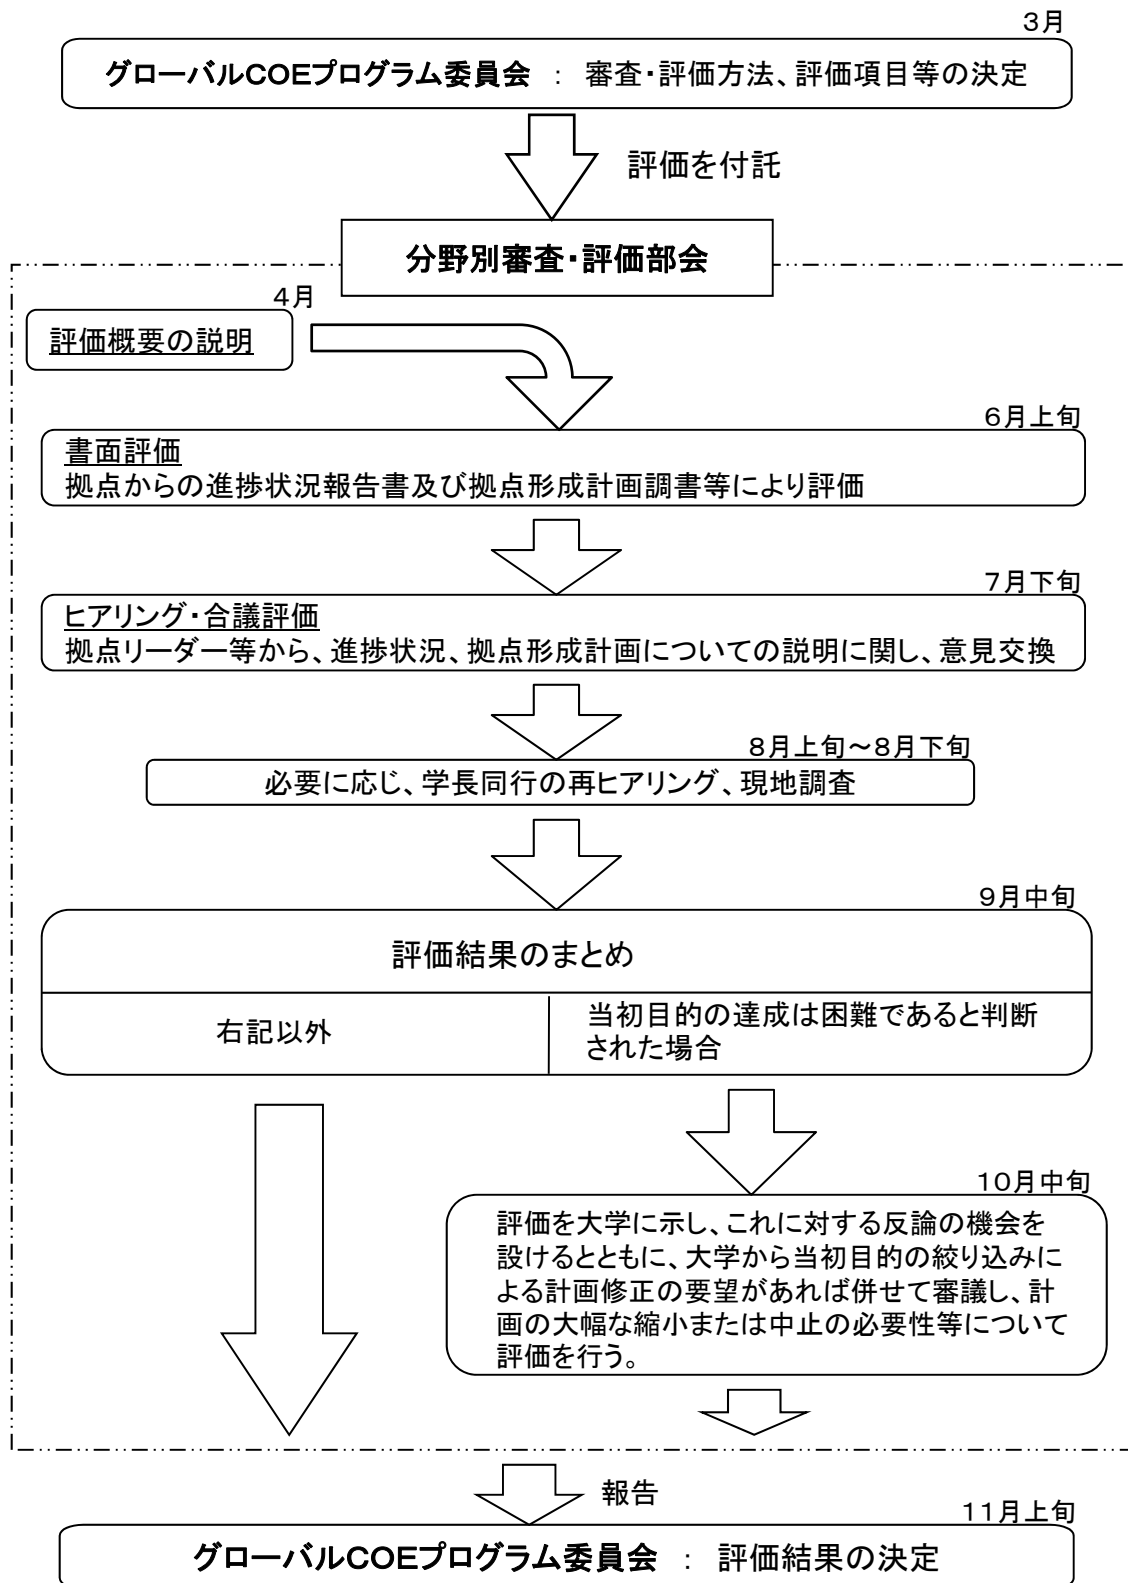 3月
グローバルCOEプログラム委員会 : 審査・評価方法、評価項目等の決定
評価を付託
分野別審査・評価部会
4月
評価概要の説明
6月上旬
書面評価
拠点からの進捗状況報告書及び拠点形成計画調書等により評価
7月下旬
ヒアリング・合議評価
拠点リーダー等から、進捗状況、拠点形成計画についての説明に関し、意見交換
8月上旬~8月下旬
必要に応じ、学長同行の再ヒアリング、現地調査
9月中旬
評価結果のまとめ
右記以外
当初目的の達成は困難であると判断
された場合
10月中旬
評価を大学に示し、これに対する反論の機会を
設けるとともに、大学から当初目的の絞り込みに
よる計画修正の要望があれば併せて審議し、計
画の大幅な縮小または中止の必要性等について
評価を行う。
報告
11月上旬
グローバルCOEプログラム委員会 : 評価結果の決定